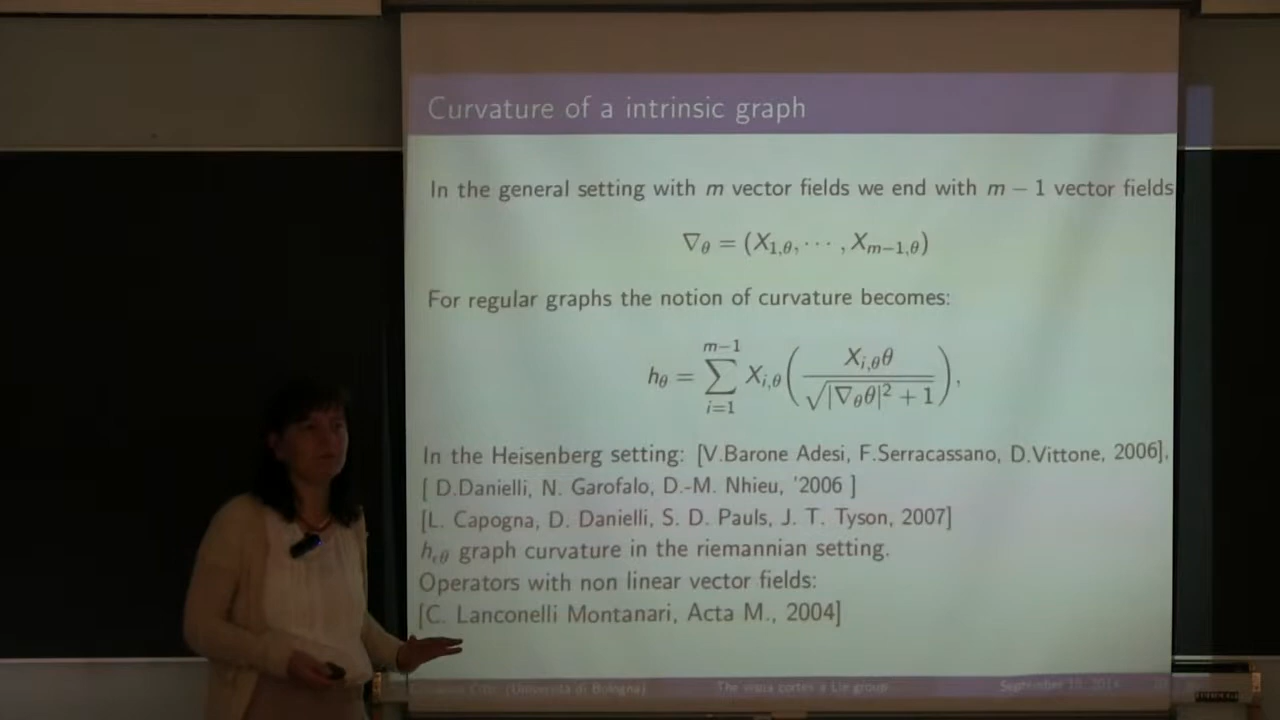 Curvature of a intrinsic graph
In the general setting with m vector fields we end with m − 1 vector fields
∇θ = (X1,θ, ⋯ , Xm−1,θ)
For regular graphs the notion of curvature becomes:
hθ = ∑_{i=1}^{m−1} Xi,θ ( Xi,θθ / √(|∇θθ|² + 1) ),
In the Heisenberg setting: [V.Barone Adesi, F.Serracassano, D.Vittone, 2006],
[ D.Danielli, N. Garofalo, D.-M. Nhieu, '2006 ]
[L. Capogna, D. Danielli, S. D. Pauls, J. T. Tyson, 2007]
hϵθ graph curvature in the riemannian setting.
Operators with non linear vector fields:
[C. Lanconelli Montanari, Acta M., 2004]
(Università di Bologna) The visual cortex a Lie group September